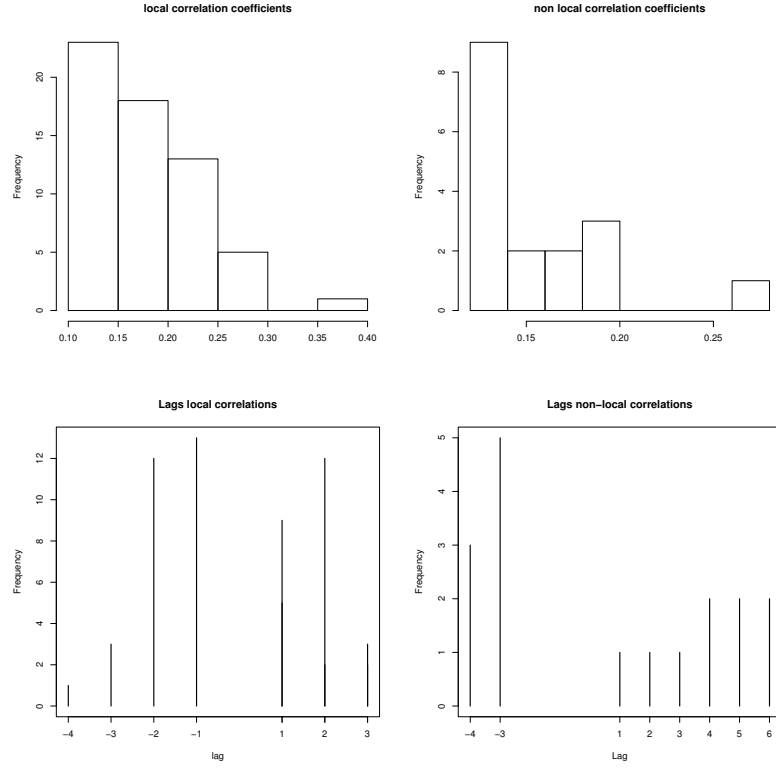 local correlation coefficients
Frequency
20
15
10
5
0
0.10 0.15 0.20 0.25 0.30 0.35 0.40
non local correlation coefficients
Frequency
8
6
4
2
0
0.15 0.20 0.25
Lags local correlations
Frequency
12
10
8
6
4
2
0
−4 −3 −2 −1 1 2 3
lag
Lags non−local correlations
Frequency
5
4
3
2
1
0
−4 −3 1 2 3 4 5 6
Lag